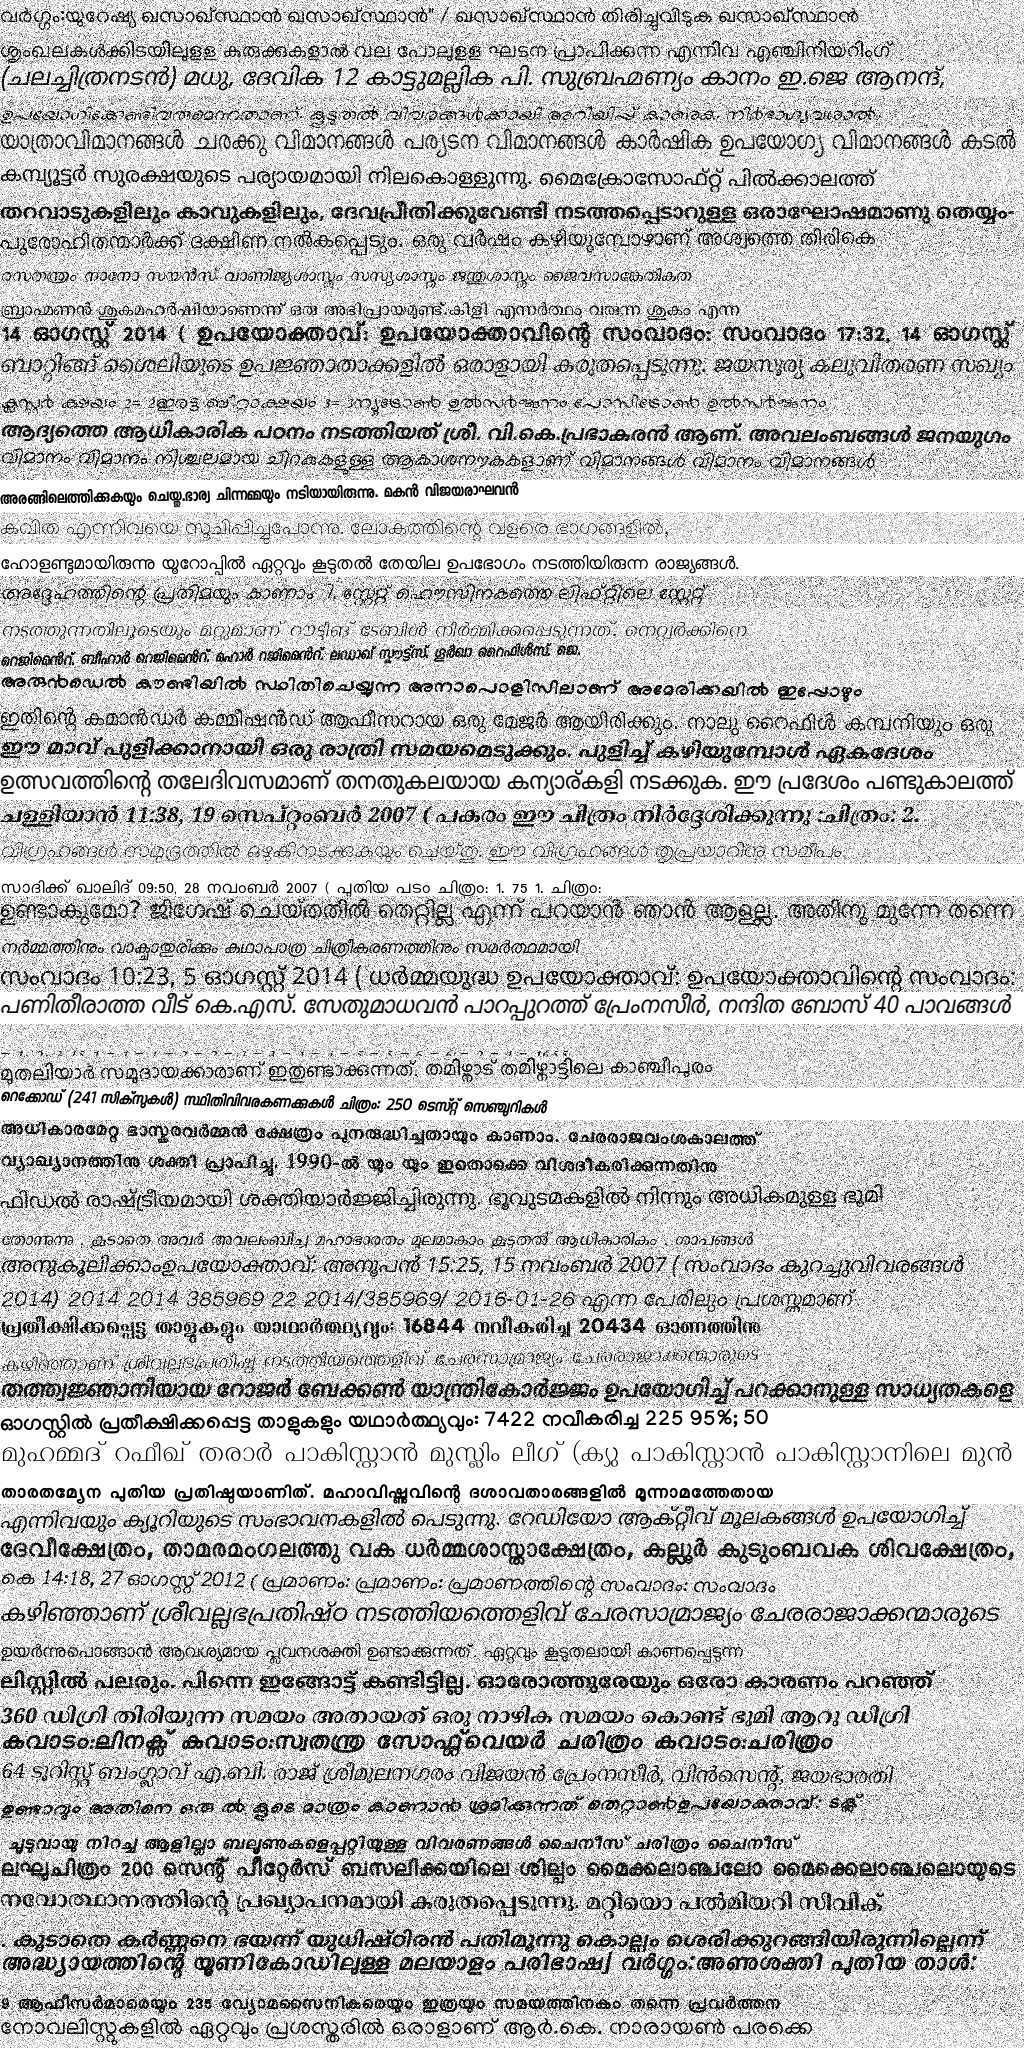 വർഗ്ഗം:യുറേഷ്യ ഖസാഖ്സ്ഥാൻ ഖസാഖ്സ്ഥാൻ" / ഖസാഖ്സ്ഥാൻ തിരിച്ചുവിടുക ഖസാഖ്സ്ഥാൻ
ശൃംഖലകൾക്കിടയിലുളള കുരുക്കുകളാൽ വല പോലുളള ഘടന പ്രാപിക്കുന്ന എന്നിവ എഞ്ചിനിയറിംഗ്
(ചലച്ചിത്രനടൻ) മധു, ദേവിക 12 കാട്ടുമല്ലിക പി. സുബ്രഹ്മണ്യം കാനം ഇ.ജെ ആനന്ദ്,
ഉപയോഗിക്കേണ്ടിവരുമെന്നതാണ്. കൂടുതൽ വിവരങ്ങൾക്കായി അറിയിപ്പ് കാണുക. നിർഭാഗ്യവശാൽ
യാത്രാവിമാനങ്ങൾ ചരക്കു വിമാനങ്ങൾ പര്യടന വിമാനങ്ങൾ കാർഷിക ഉപയോഗ്യ വിമാനങ്ങൾ കടൽ
കമ്പ്യൂട്ടർ സുരക്ഷയുടെ പര്യായമായി നിലകൊള്ളുന്നു. മൈക്രോസോഫ്റ്റ് പിൽക്കാലത്ത്
തറവാടുകളിലും കാവുകളിലും, ദേവപ്രീതിക്കുവേണ്ടി നടത്തപ്പെടാറുള്ള ഒരാഘോഷമാണു തെയ്യം-
പുരോഹിതന്മാർക്ക് ദക്ഷിണ നൽകപ്പെടും. ഒരു വർഷം കഴിയുമ്പോഴാണ് അശ്വത്തെ തിരികെ
രസതന്ത്രം നാനോ സയൻസ് വാണിജ്യശാസ്ത്രം സസ്യശാസ്ത്രം ജന്തുശാസ്ത്രം ജൈവസാങ്കേതികത
ബ്രാഹ്മണൻ ശുകമഹർഷിയാണെന്ന് ഒരു അഭിപ്രായമുണ്ട്.കിളി എന്നർത്ഥം വരുന്ന ശുകം എന്ന
14 ഓഗസ്റ്റ് 2014 ( ഉപയോക്താവ്: ഉപയോക്താവിന്റെ സംവാദം: സംവാദം 17:32, 14 ഓഗസ്റ്റ്
ബാറ്റിങ്ങ് ശൈലിയുടെ ഉപജ്ഞാതാക്കളിൽ ഒരാളായി കരുതപ്പെടുന്നു. ജയസൂര്യ കലുവിതരണ സഖ്യം
ക്ലസ്റ്റർ ക്ഷയം 2= 2ഇരട്ട ബീറ്റാക്ഷയം 3= 3ന്യൂട്രോൺ ഉൽസർജ്ജനം പോസിട്രോൺ ഉൽസർജ്ജനം
ആദ്യത്തെ ആധികാരിക പഠനം നടത്തിയത് ശ്രീ. വി.കെ.പ്രഭാകരൻ ആണ്. അവലംബങ്ങൾ ജനയുഗം
വിമാനം വിമാനം നിശ്ചലമായ ചിറകുകളുള്ള ആകാശനൗകകളാണ് വിമാനങ്ങൾ വിമാനം വിമാനങ്ങൾ
അരങ്ങിലെത്തിക്കുകയും ചെയ്തു.ഭാര്യ ചിന്നമ്മയും നടിയായിരുന്നു. മകൻ വിജയരാഘവൻ
കവിത എന്നിവയെ സൂചിപ്പിച്ചുപോന്നു. ലോകത്തിന്റെ വളരെ ഭാഗങ്ങളിൽ,
ഹോളണ്ടുമായിരുന്നു യൂറോപ്പിൽ ഏറ്റവും കൂടുതൽ തേയില ഉപഭോഗം നടത്തിയിരുന്ന രാജ്യങ്ങൾ.
അദ്ദേഹത്തിന്റെ പ്രതിമയും കാണാം 1. സ്റ്റേറ്റ് ഹൌസിനകത്തെ ലിഫ്റ്റിലെ സ്റ്റേറ്റ്
നടത്തുന്നതിലൂടെയും മറ്റുമാണ് റൗട്ടിങ് ടേബിൾ നിർമ്മിക്കപ്പെടുന്നത്. നെറ്റ്വർക്കിനെ
റെജിമെൻറ്. ബീഹാർ റെജിമെൻറ്. മഹാർ റജിമെൻറ്. ലഡാഖ് സ്കൗട്ട്സ്. ഗൂർഖാ റൈഫിൾസ്. ജെ.
അരുൻഡെൽ കൗണ്ടിയിൽ സ്ഥിതിചെയ്യുന്ന അനാപൊളിസിലാണ് അമേരിക്കയിൽ ഇപ്പോഴും
ഇതിന്റെ കമാൻഡർ കമ്മീഷൻഡ് ആഫീസറായ ഒരു മേജർ ആയിരിക്കും. നാലു റൈഫിൾ കമ്പനിയും ഒരു
ഈ മാവ് പുളിക്കാനായി ഒരു രാത്രി സമയമെടുക്കും. പുളിച്ച് കഴിയുമ്പോൾ ഏകദേശം
ഉത്സവത്തിന്റെ തലേദിവസമാണ് തനതുകലയായ കന്യാര്കളി നടക്കുക. ഈ പ്രദേശം പണ്ടുകാലത്ത്
ചള്ളിയാൻ 11:38, 19 സെപ്റ്റംബർ 2007 ( പകരം ഈ ചിത്രം നിർദ്ദേശിക്കുന്നു :ചിത്രം: 2.
വിഗ്രഹങ്ങൾ സമുദ്രത്തിൽ ഒഴുകിനടക്കുകയും ചെയ്തു. ഈ വിഗ്രഹങ്ങൾ തൃപ്രയാറിനു സമീപം
സാദിക്ക് ഖാലിദ് 09:50, 28 നവംബർ 2007 ( പുതിയ പടം ചിത്രം: 1. 75 1. ചിത്രം:
ഉണ്ടാകുമോ? ജിഗേഷ് ചെയ്തതിൽ തെറ്റില്ല എന്ന് പറയാൻ ഞാൻ ആളല്ല. അതിനു മുന്നേ തന്നെ
നർമ്മത്തിനും വാക്ചാതുരിക്കും കഥാപാത്ര ചിത്രീകരണത്തിനും സമർത്ഥമായി
സംവാദം 10:23, 5 ഓഗസ്റ്റ് 2014 ( ധർമ്മയുദ്ധ ഉപയോക്താവ്: ഉപയോക്താവിന്റെ സംവാദം:
പണിതീരാത്ത വീട് കെ.എസ്. സേതുമാധവൻ പാറപ്പുറത്ത് പ്രേംനസീർ, നന്ദിത ബോസ് 40 പാവങ്ങൾ
മുതലിയാർ സമുദായക്കാരാണ് ഇതുണ്ടാക്കുന്നത്. തമിഴ്നാട് തമിഴ്നാട്ടിലെ കാഞ്ചീപുരം
റെക്കോഡ് (241 സിക്സുകൾ) സ്ഥിതിവിവരകണക്കുകൾ ചിത്രം: 250 ടെസ്റ്റ് സെഞ്ചുറികൾ
അധികാരമേറ്റ ഭാസ്കരവർമ്മൻ ക്ഷേത്രം പുനരുദ്ധിച്ചതായും കാണാം. ചേരരാജവംശകാലത്ത്
വ്യാഖ്യാനത്തിനു ശക്തി പ്രാപിച്ചു. 1990-ൽ യും യും ഇതൊക്കെ വിശദീകരിക്കുന്നതിനു
ഫിഡൽ രാഷ്ട്രീയമായി ശക്തിയാർജ്ജിച്ചിരുന്നു. ഭൂവുടമകളിൽ നിന്നും അധികമുള്ള ഭൂമി
തോന്നുന്നു . കൂടാതെ അവർ അവലംബിച്ച മഹാഭാരതം മൂലമാകാം കൂടുതൽ ആധികാരികം . ശാപങ്ങൾ
അനുകൂലിക്കാംഉപയോക്താവ്: അനൂപൻ 15:25, 15 നവംബർ 2007 ( സംവാദം കുറച്ചുവിവരങ്ങൾ
2014) 2014 2014 385969 22 2014/385969/ 2016-01-26 എന്ന പേരിലും പ്രശസ്തമാണ്
പ്രതീക്ഷിക്കപ്പെട്ട താളുകളും യാഥാർത്ഥ്യവും: 16844 നവീകരിച്ച 20434 ഓണത്തിനു
കഴിഞ്ഞാണ് ശ്രീവല്ലഭപ്രതിഷ്ഠ നടത്തിയത്തെളിവ് ചേരസാമ്രാജ്യം ചേരരാജാക്കന്മാരുടെ
തത്ത്വജ്ഞാനിയായ റോജർ ബേക്കൺ യാന്ത്രികോർജ്ജം ഉപയോഗിച്ച് പറക്കാനുള്ള സാധ്യതകളെ
ഓഗസ്റ്റിൽ പ്രതീക്ഷിക്കപ്പെട്ട താളുകളും യഥാർത്ഥ്യവും: 7422 നവീകരിച്ച 225 95%; 50
മുഹമ്മദ് റഫീഖ് തരാർ പാകിസ്താൻ മുസ്ലിം ലീഗ് (ക്യു പാകിസ്താൻ പാകിസ്താനിലെ മുൻ
താരതമ്യേന പുതിയ പ്രതിഷ്ഠയാണിത്. മഹാവിഷ്ണുവിന്റെ ദശാവതാരങ്ങളിൽ മൂന്നാമത്തേതായ
എന്നിവയും ക്യൂറിയുടെ സംഭാവനകളിൽ പെടുന്നു. റേഡിയോ ആക്റ്റീവ് മൂലകങ്ങൾ ഉപയോഗിച്ച്
ദേവീക്ഷേത്രം, താമരമംഗലത്തു വക ധർമ്മശാസ്താക്ഷേത്രം, കല്ലൂർ കുടുംബവക ശിവക്ഷേത്രം,
കെ 14:18, 27 ഓഗസ്റ്റ് 2012 ( പ്രമാണം: പ്രമാണം: പ്രമാണത്തിന്റെ സംവാദം: സംവാദം
കഴിഞ്ഞാണ് ശ്രീവല്ലഭപ്രതിഷ്ഠ നടത്തിയത്തെളിവ് ചേരസാമ്രാജ്യം ചേരരാജാക്കന്മാരുടെ
ഉയർന്നുപൊങ്ങാൻ ആവശ്യമായ പ്ലവനശക്തി ഉണ്ടാക്കുന്നത്. ഏറ്റവും കൂടുതലായി കാണപ്പെടുന്ന
ലിസ്റ്റിൽ പലരും. പിന്നെ ഇങ്ങോട്ട് കണ്ടിട്ടില്ല. ഓരോത്തുരേയും ഒരോ കാരണം പറഞ്ഞ്
360 ഡിഗ്രി തിരിയുന്ന സമയം അതായത് ഒരു നാഴിക സമയം കൊണ്ട് ഭൂമി ആറു ഡിഗ്രി
കവാടം:ലിനക്സ് കവാടം:സ്വതന്ത്ര സോഫ്റ്റ്‌വെയർ ചരിത്രം കവാടം:ചരിത്രം
64 ടൂറിസ്റ്റ് ബംഗ്ലാവ് എ.ബി. രാജ് ശ്രീമൂലനഗരം വിജയൻ പ്രേംനസീർ, വിൻസെന്റ്, ജയഭാരതി
ഉണ്ടാവും അതിനെ ഒരു ൽ കൂടെ മാത്രം കാണാൻ ശ്രമിക്കുന്നത് തെറ്റാൺഉപയോക്താവ്: ടക്സ്
ചൂടുവായു നിറച്ച ആളില്ലാ ബലൂണുകളെപ്പറ്റിയുള്ള വിവരണങ്ങൾ ചൈനീസ് ചരിത്രം ചൈനീസ്
ലഘുചിത്രം 200 സെന്റ് പീറ്റേർസ് ബസലിക്കയിലെ ശില്പം മൈക്കലാഞ്ചലോ മൈക്കെലാഞ്ചലൊയുടെ
നവോത്ഥാനത്തിന്റെ പ്രഖ്യാപനമായി കരുതപ്പെടുന്നു. മറ്റിയൊ പൽമിയറി സിവിക്
. കൂടാതെ കർണ്ണനെ ഭയന്ന് യുധിഷ്ഠിരൻ പതിമൂന്നു കൊല്ലം ശെരിക്കുറങ്ങിയിരുന്നില്ലെന്ന്
അദ്ധ്യായത്തിന്റെ യൂണികോഡിലുള്ള മലയാളം പരിഭാഷ| വർഗ്ഗം:അണുശക്തി പുതിയ താൾ:
9 ആഫീസർമാരെയും 235 വ്യോമസൈനികരെയും ഇത്രയും സമയത്തിനകം തന്നെ പ്രവർത്തന
നോവലിസ്റ്റുകളിൽ ഏറ്റവും പ്രശസ്തരിൽ ഒരാളാണ് ആർ.കെ. നാരായൺ പരക്കെ